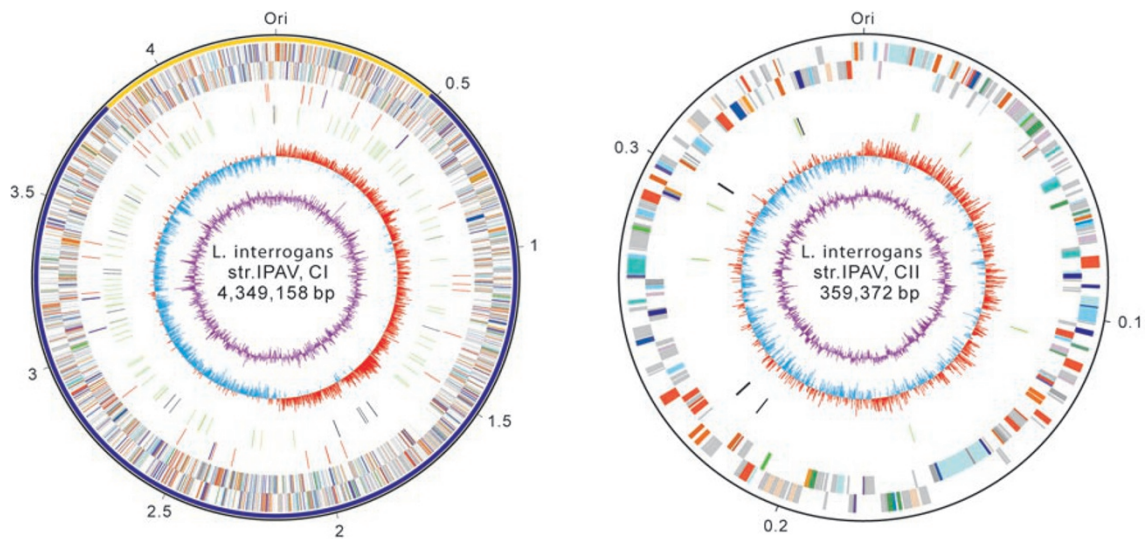 Ori
4
0.5
3.5
1
3
1.5
2.5
2
L. interrogans
str.IPAV, CI
4,349,158 bp
Ori
0.3
0.1
0.2
L. interrogans
str.IPAV, CII
359,372 bp